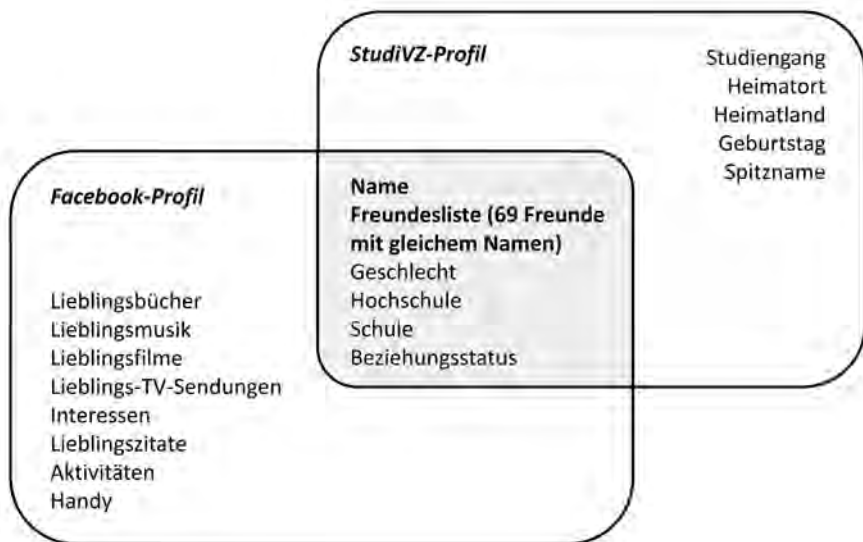 StudiVZ-Profil
Studiengang
Heimatort
Heimatland
Geburtstag
Spitzname
Facebook-Profil
Name
Freundesliste (69 Freunde
mit gleichem Namen)
Geschlecht
Hochschule
Schule
Beziehungsstatus
Lieblingsbücher
Lieblingsmusik
Lieblingsfilme
Lieblings-TV-Sendungen
Interessen
Lieblingszitate
Aktivitäten
Handy